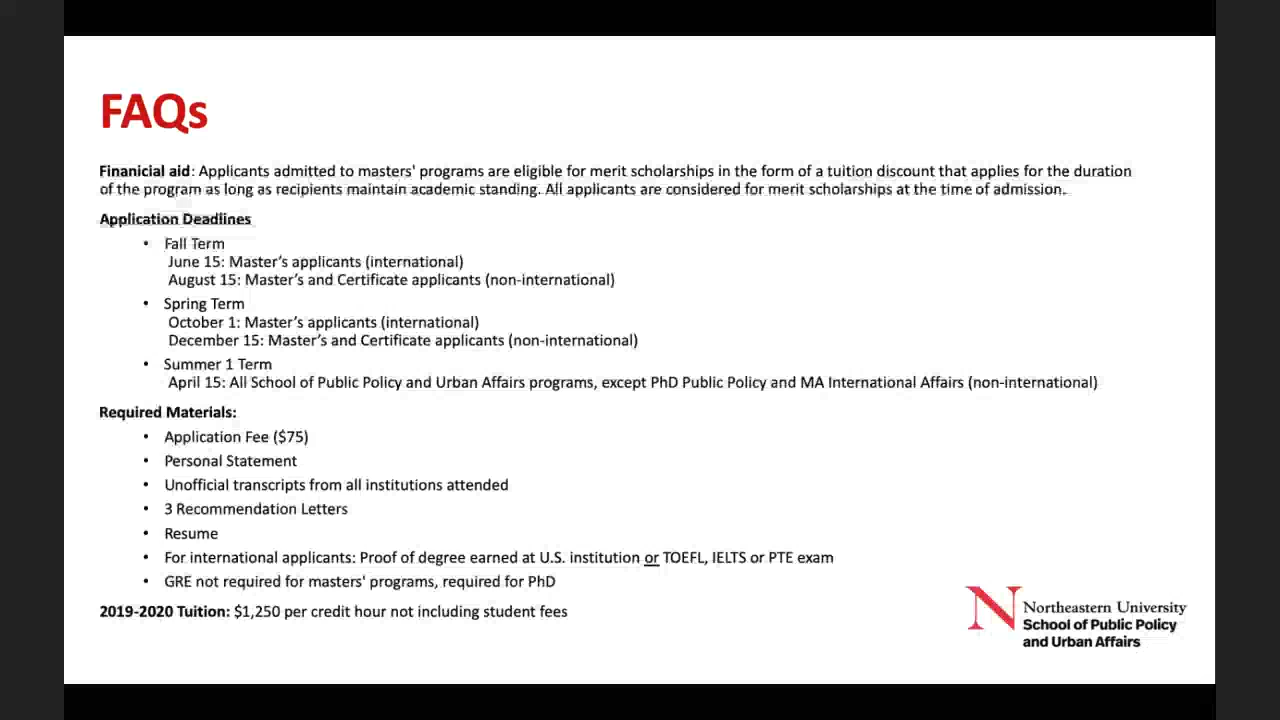 FAQs
Financial aid: Applicants admitted to masters' programs are eligible for merit scholarships in the form of a tuition discount that applies for the duration
of the program as long as recipients maintain academic standing. All applicants are considered for merit scholarships at the time of admission.
Application Deadlines
• Fall Term
June 15: Master’s applicants (international)
August 15: Master’s and Certificate applicants (non-international)
• Spring Term
October 1: Master’s applicants (international)
December 15: Master’s and Certificate applicants (non-international)
• Summer 1 Term
April 15: All School of Public Policy and Urban Affairs programs, except PhD Public Policy and MA International Affairs (non-international)
Required Materials:
• Application Fee ($75)
• Personal Statement
• Unofficial transcripts from all institutions attended
• 3 Recommendation Letters
• Resume
• For international applicants: Proof of degree earned at U.S. institution or TOEFL, IELTS or PTE exam
• GRE not required for masters' programs, required for PhD
2019-2020 Tuition: $1,250 per credit hour not including student fees
N Northeastern University
School of Public Policy
and Urban Affairs